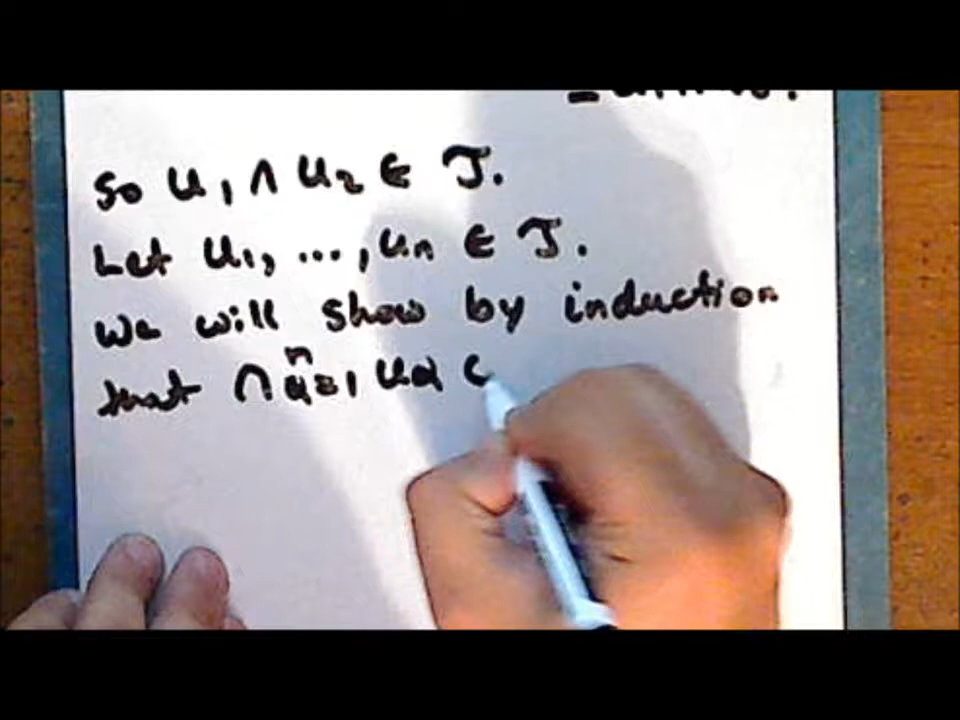 So U₁ ∩ U₂ ∈ 𝒯.
Let U₁, ..., Uₙ ∈ 𝒯.
We will show by induction
that ∩ⁿα=1 Uα